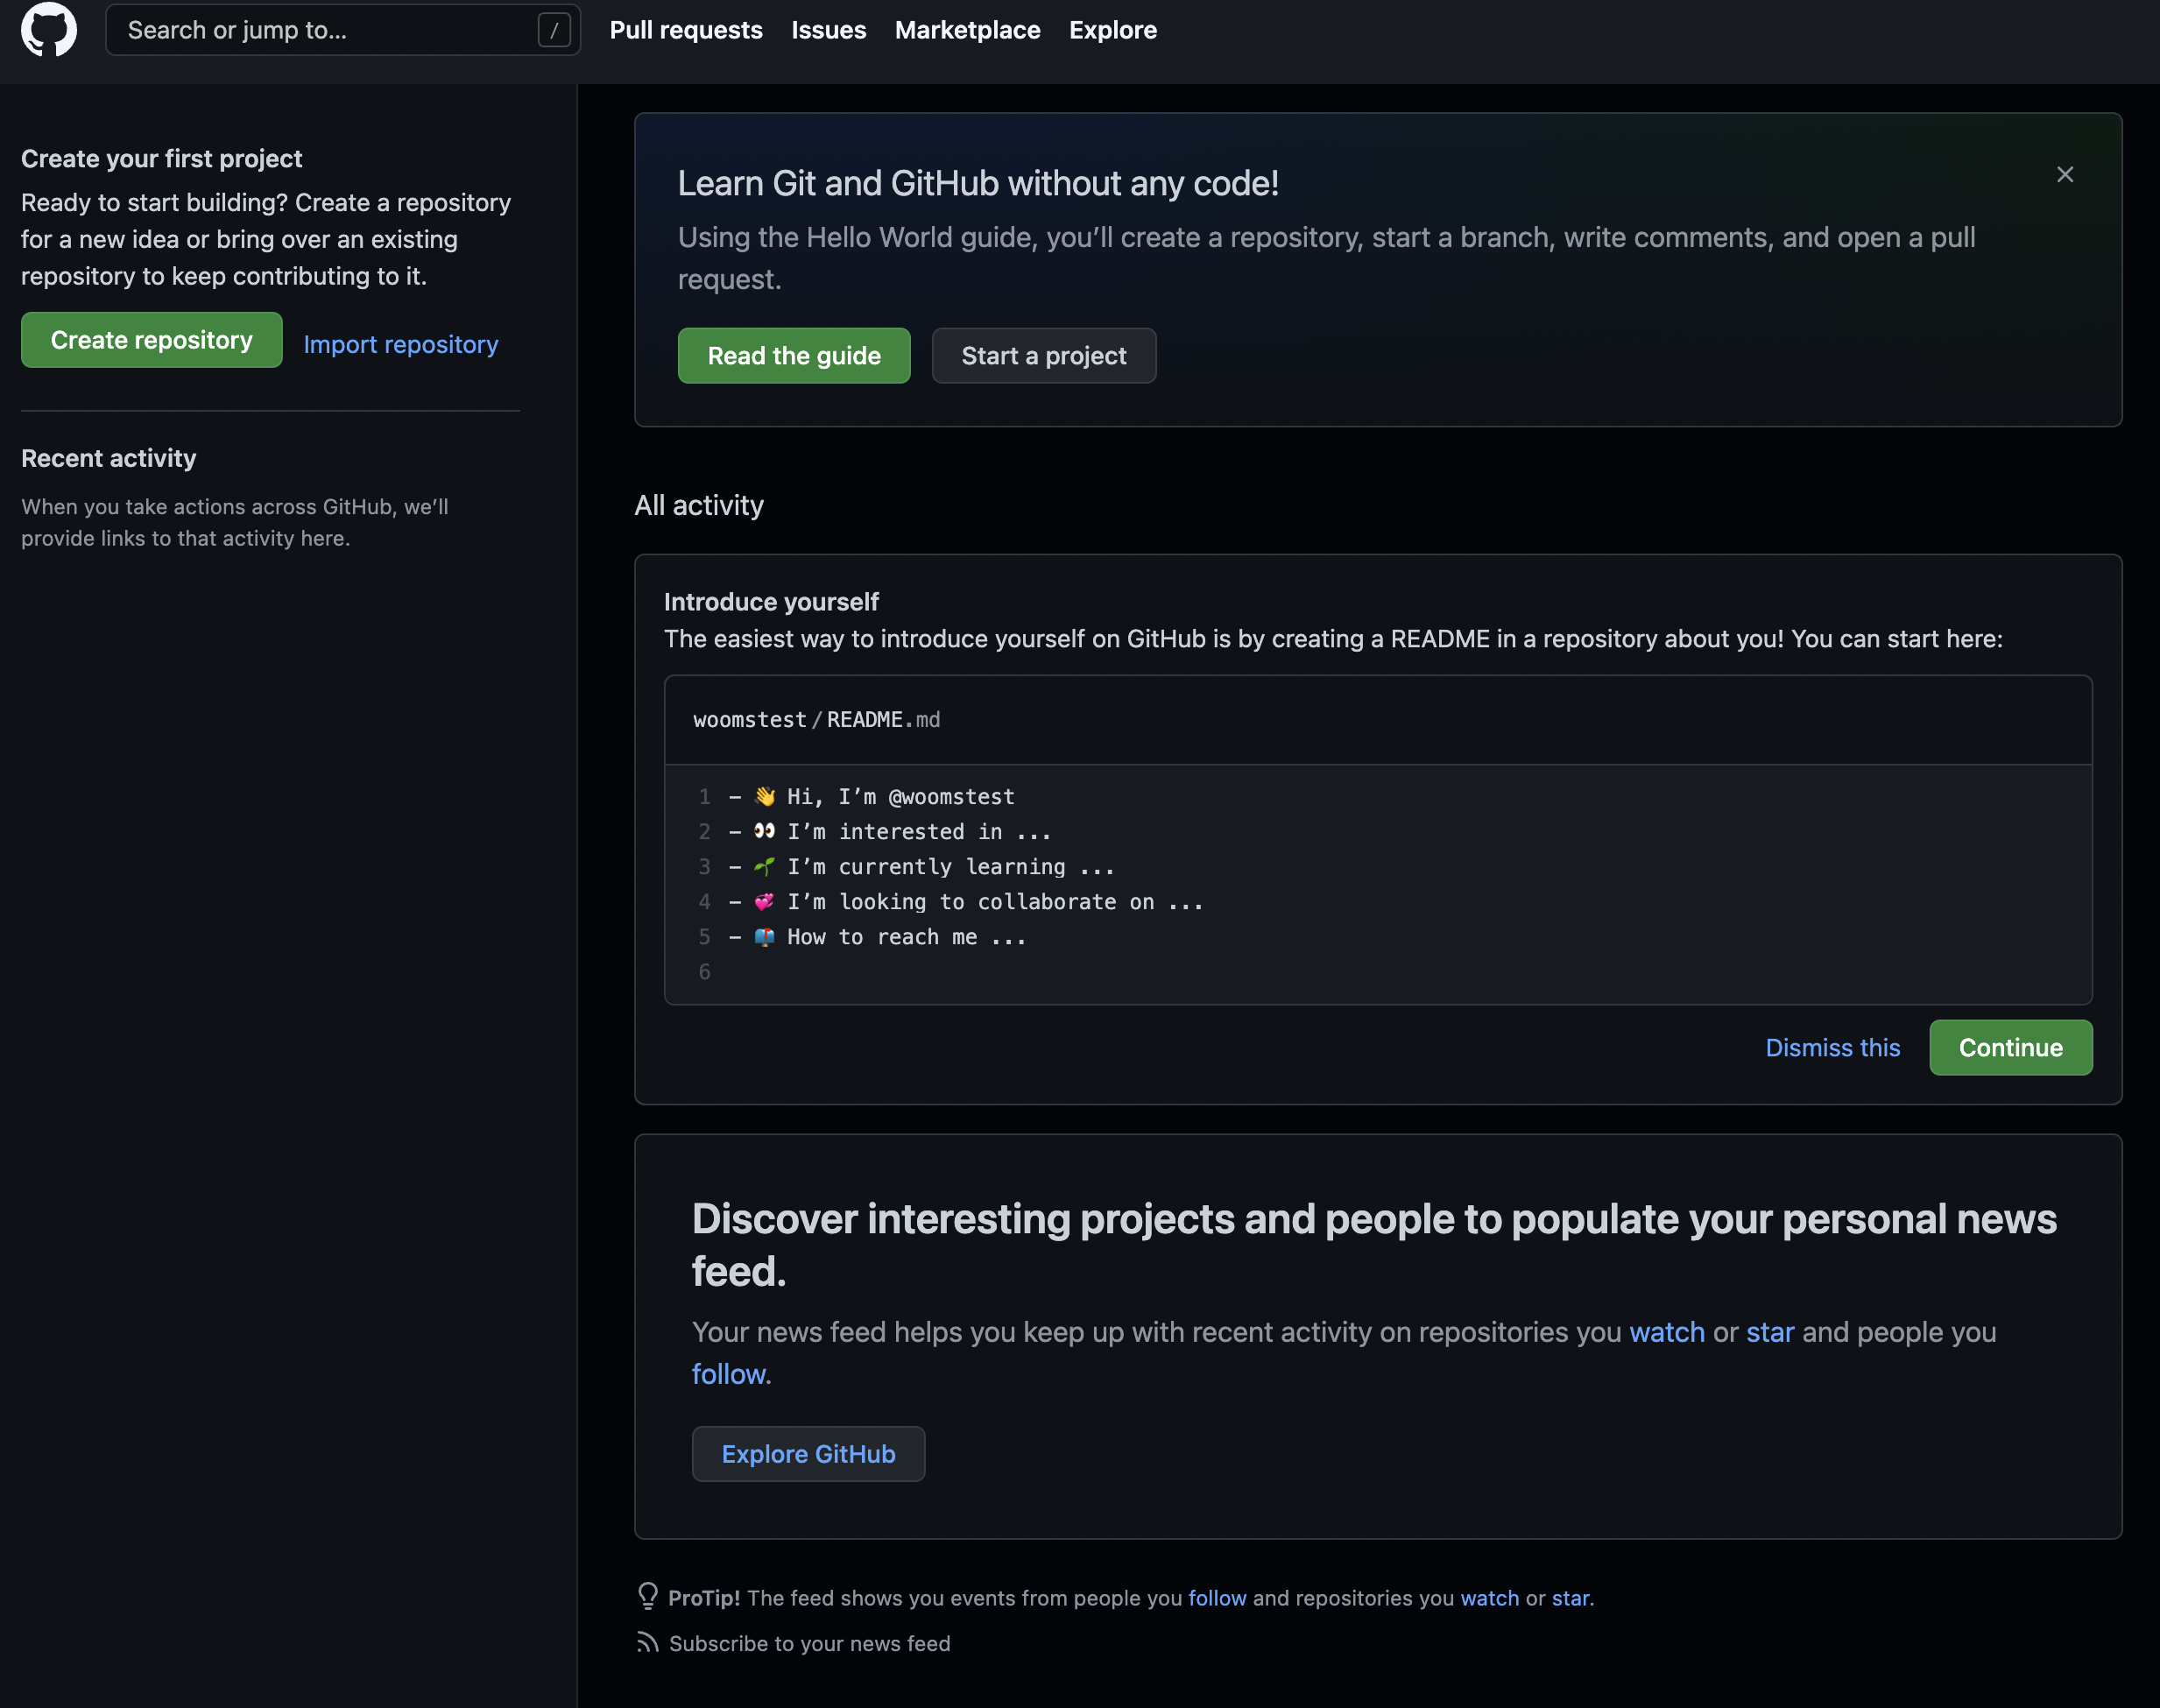 Search or jump to... /
Pull requests Issues Marketplace Explore
Create your first project
Ready to start building? Create a repository
for a new idea or bring over an existing
repository to keep contributing to it.
Create repository Import repository
Recent activity
When you take actions across GitHub, we’ll
provide links to that activity here.
Learn Git and GitHub without any code!
Using the Hello World guide, you’ll create a repository, start a branch, write comments, and open a pull
request.
Read the guide Start a project
All activity
Introduce yourself
The easiest way to introduce yourself on GitHub is by creating a README in a repository about you! You can start here:
woomstest/README.md
1 - 👋 Hi, I’m @woomstest
2 - 👀 I’m interested in ...
3 - 🌱 I’m currently learning ...
4 - 💞️ I’m looking to collaborate on ...
5 - 📫 How to reach me ...
6
Dismiss this Continue
Discover interesting projects and people to populate your personal news
feed.
Your news feed helps you keep up with recent activity on repositories you watch or star and people you
follow.
Explore GitHub
ProTip! The feed shows you events from people you follow and repositories you watch or star.
Subscribe to your news feed